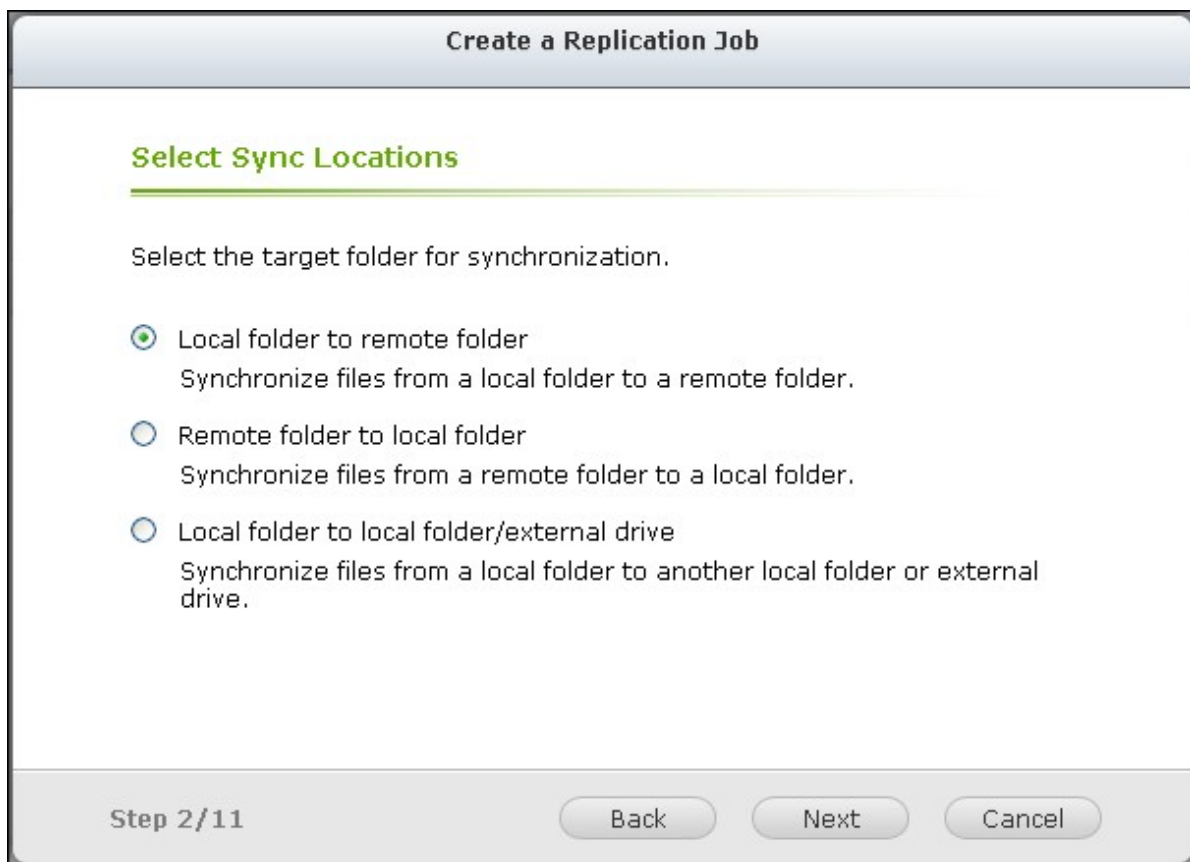 Create a Replication Job
Select Sync Locations
Select the target folder for synchronization.
Local folder to remote folder
Synchronize files from a local folder to a remote folder.
Remote folder to local folder
Synchronize files from a remote folder to a local folder.
Local folder to local folder/external drive
Synchronize files from a local folder to another local folder or external
drive.
Step 2/11
Back
Next
Cancel